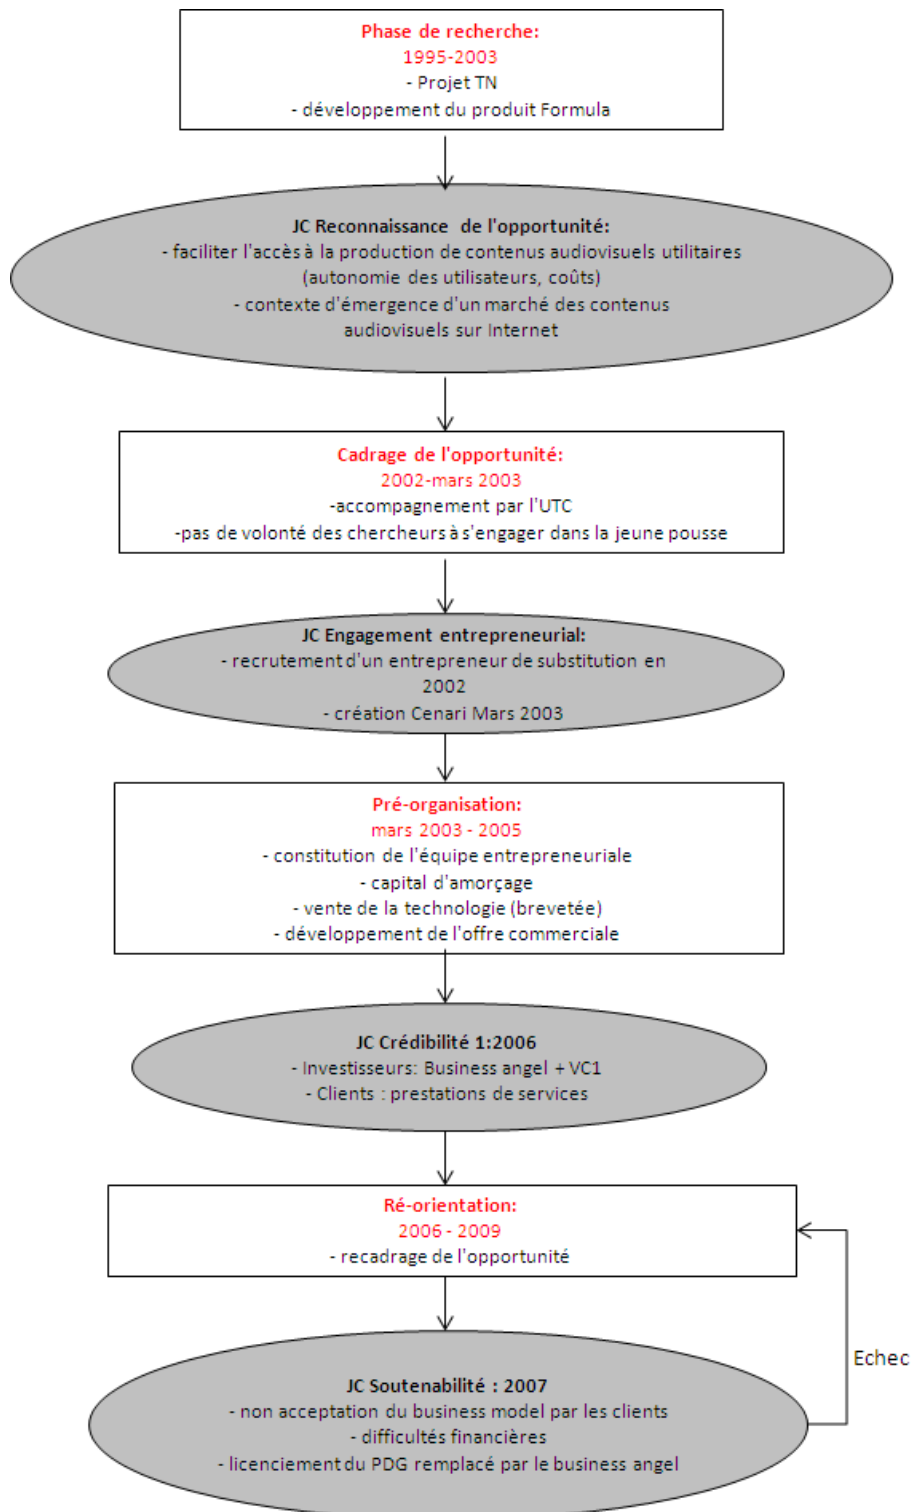 Phase de recherche:
1995-2003
- Projet TN
- développement du produit Formula
JC Reconnaissance de l'opportunité:
- faciliter l'accès à la production de contenus audiovisuels utilitaires
(autonomie des utilisateurs, coûts)
- contexte d'émergence d'un marché des contenus
audiovisuels sur Internet
Cadrage de l'opportunité:
2002-mars 2003
-accompagnement par l'UTC
-pas de volonté des chercheurs à s'engager dans la jeune pousse
JC Engagement entrepreneurial:
- recrutement d'un entrepreneur de substitution en
2002
- création Cenari Mars 2003
Pré-organisation:
mars 2003 - 2005
- constitution de l'équipe entrepreneuriale
- capital d'amorçage
- vente de la technologie (brevetée)
- développement de l'offre commerciale
JC Crédibilité 1:2006
- Investisseurs: Business angel + VC1
- Clients : prestations de services
Ré-orientation:
2006 - 2009
- recadrage de l'opportunité
Echec
JC Soutenabilité : 2007
- non acceptation du business model par les clients
- difficultés financières
- licenciement du PDG remplacé par le business angel